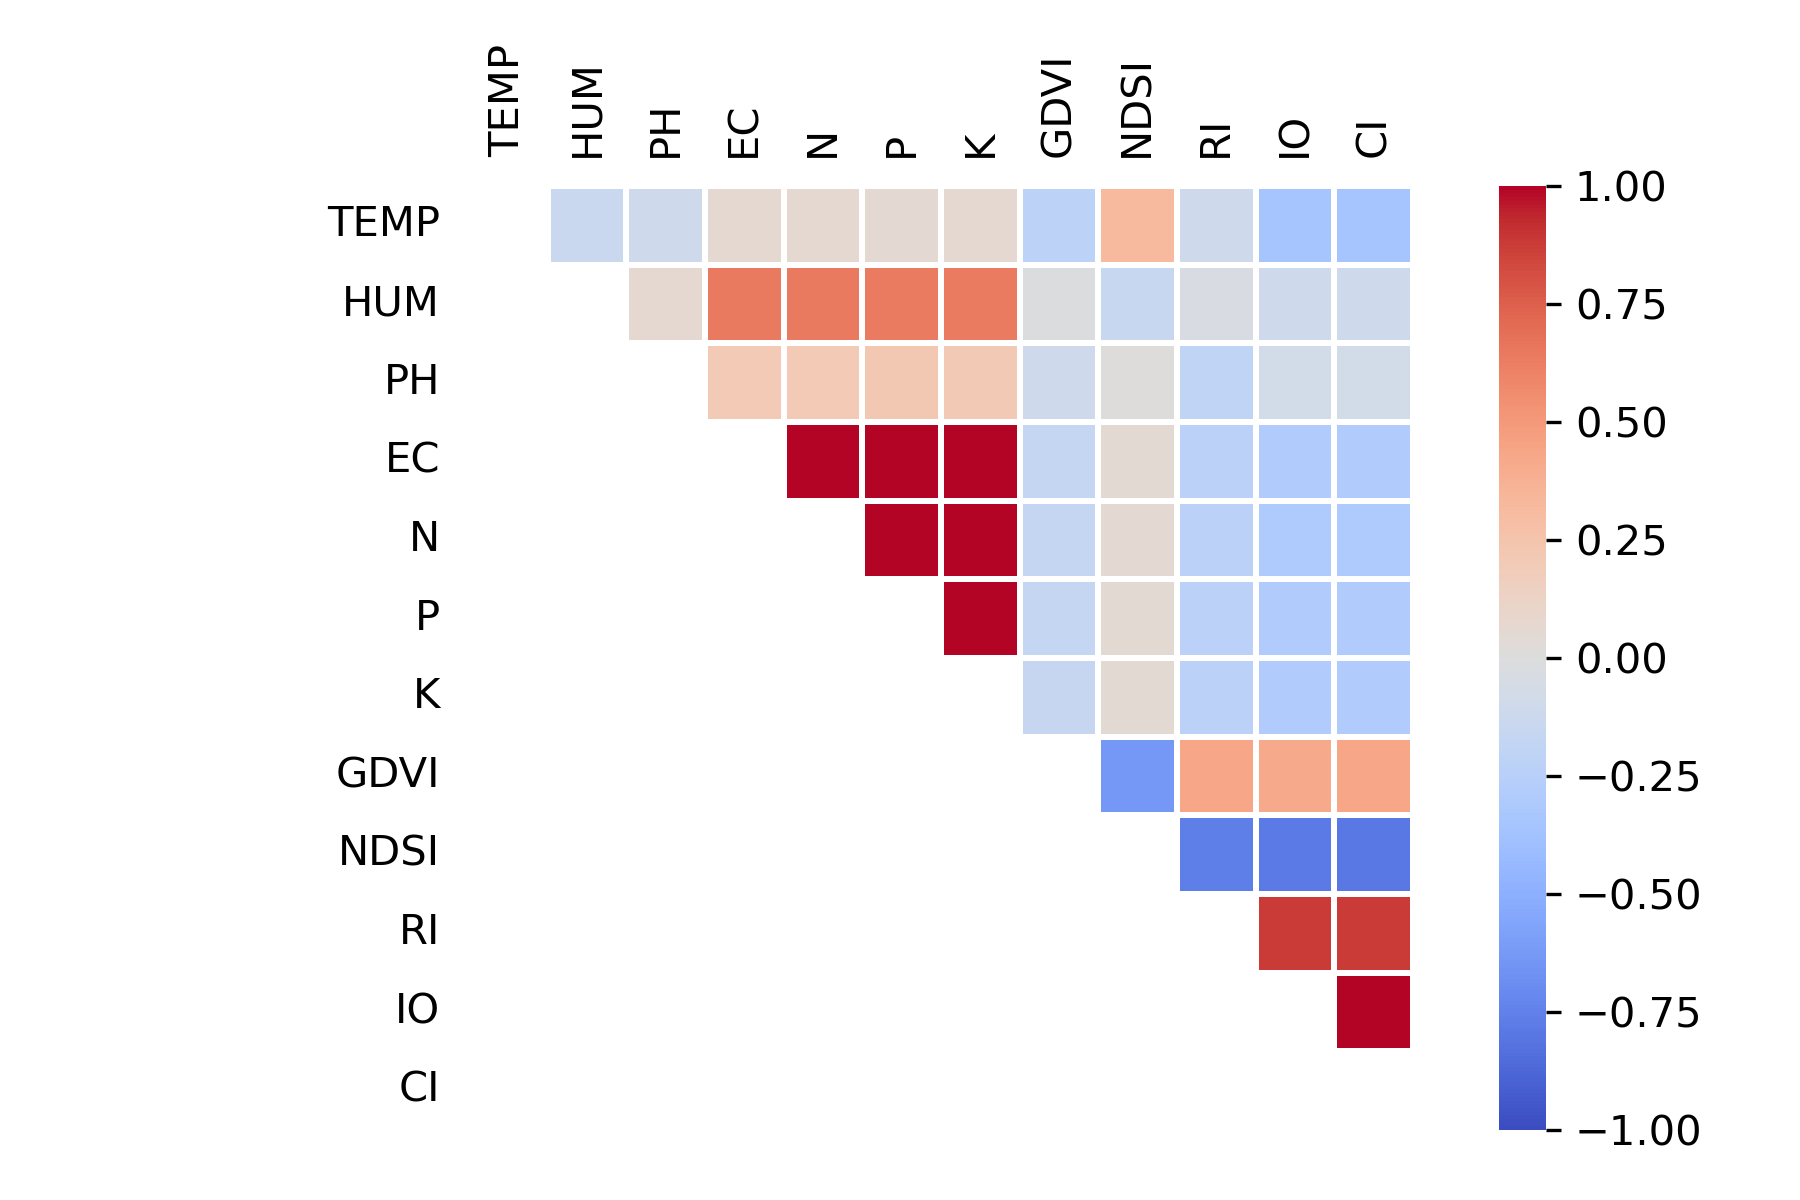 TEMP HUM PH EC N P K GDVI NDSI RI IO CI
TEMP
HUM
PH
EC
N
P
K
GDVI
NDSI
RI
IO
CI
1.00
0.75
0.50
0.25
0.00
−0.25
−0.50
−0.75
−1.00